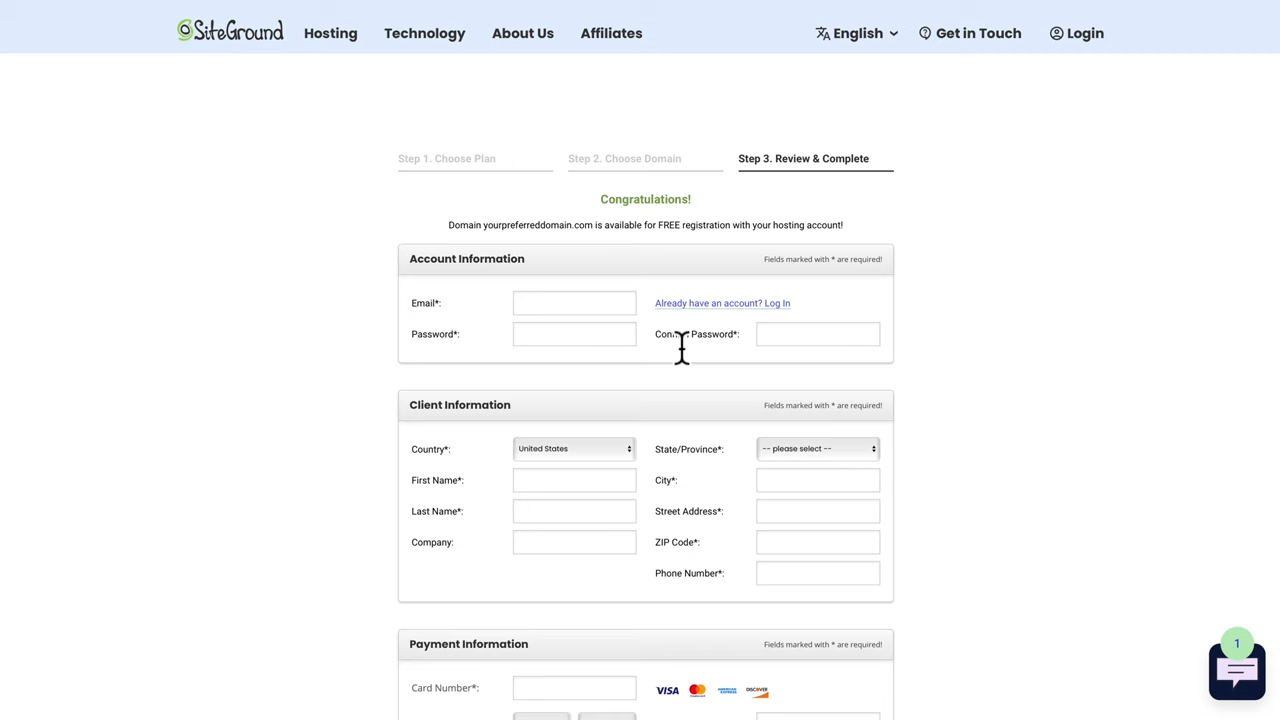 SiteGround Hosting Technology About Us Affiliates English Get in Touch Login
Step 1. Choose Plan Step 2. Choose Domain Step 3. Review & Complete
Congratulations!
Domain yourpreferreddomain.com is available for FREE registration with your hosting account!
Account Information Fields marked with * are required!
Email*: Already have an account? Log In
Password*: Password*:
Client Information Fields marked with * are required!
Country*: United States State/Province*: -- please select --
First Name*: City*:
Last Name*: Street Address*:
Company: ZIP Code*:
Phone Number*:
1
Payment Information Fields marked with * are required!
Card Number*: VISA mastercard AMERICAN EXPRESS DISCOVER